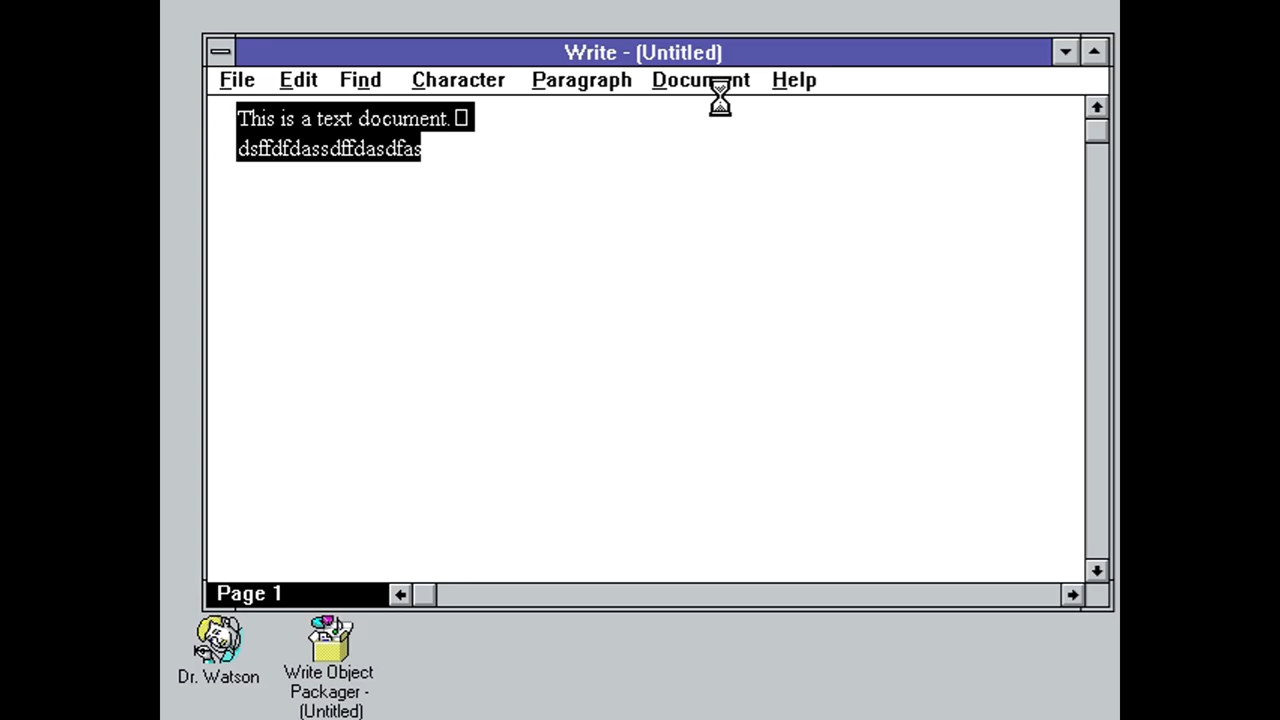 Write - (Untitled)
File Edit Find Character Paragraph Document Help
This is a text document.
dsffdfdassdffdasdfas
Page 1
Dr. Watson
Write Object
Packager -
(Untitled)